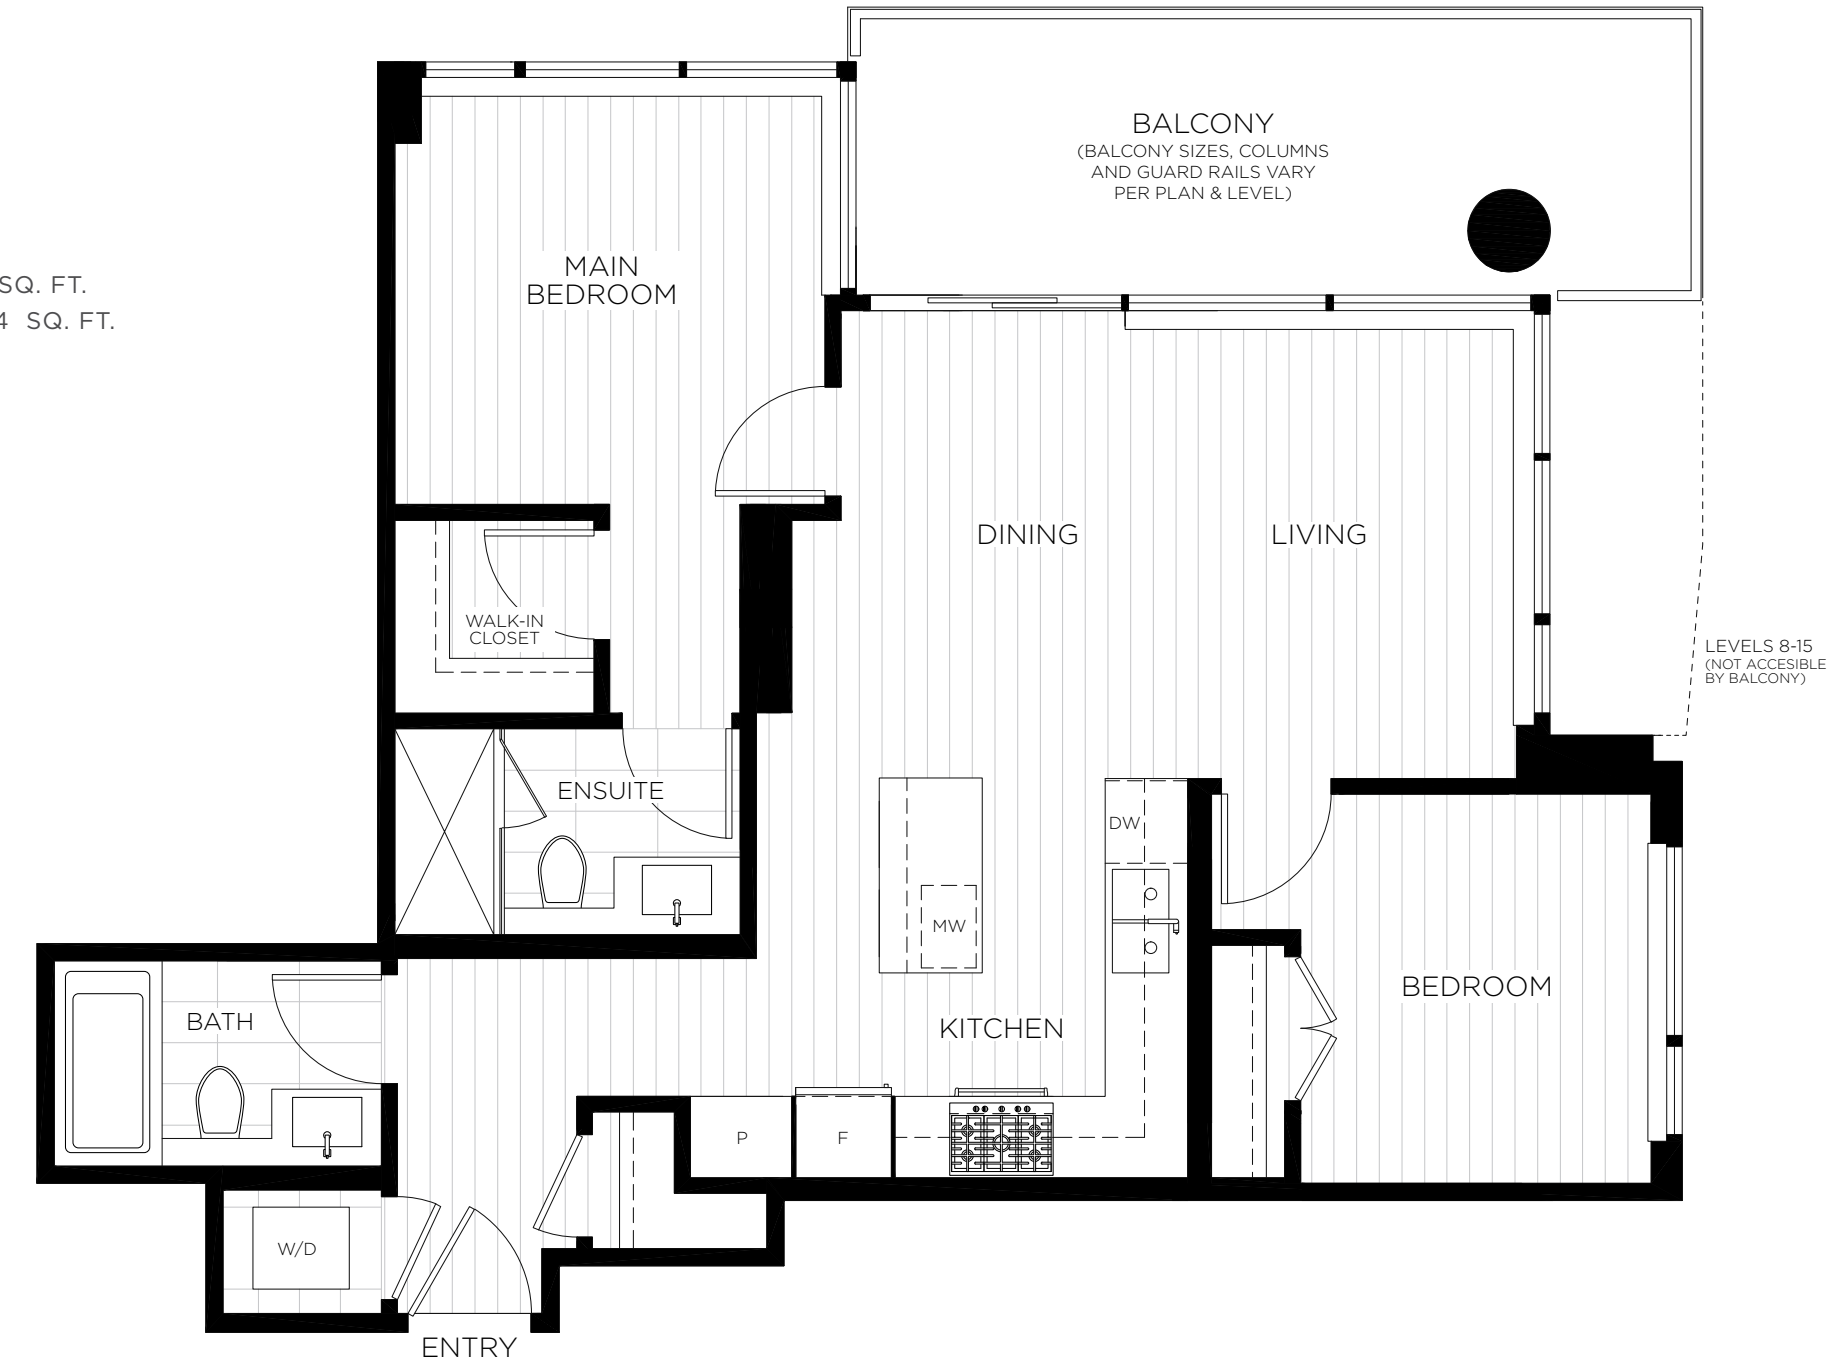 BALCONY
(BALCONY SIZES, COLUMNS
AND GUARD RAILS VARY
PER PLAN & LEVEL)
SQ. FT.
4 SQ. FT.
MAIN
BEDROOM
DINING
LIVING
WALK-IN
CLOSET
LEVELS 8-15
(NOT ACCESIBLE
BY BALCONY)
ENSUITE
DW
MW
BEDROOM
BATH
KITCHEN
P
F
W/D
ENTRY